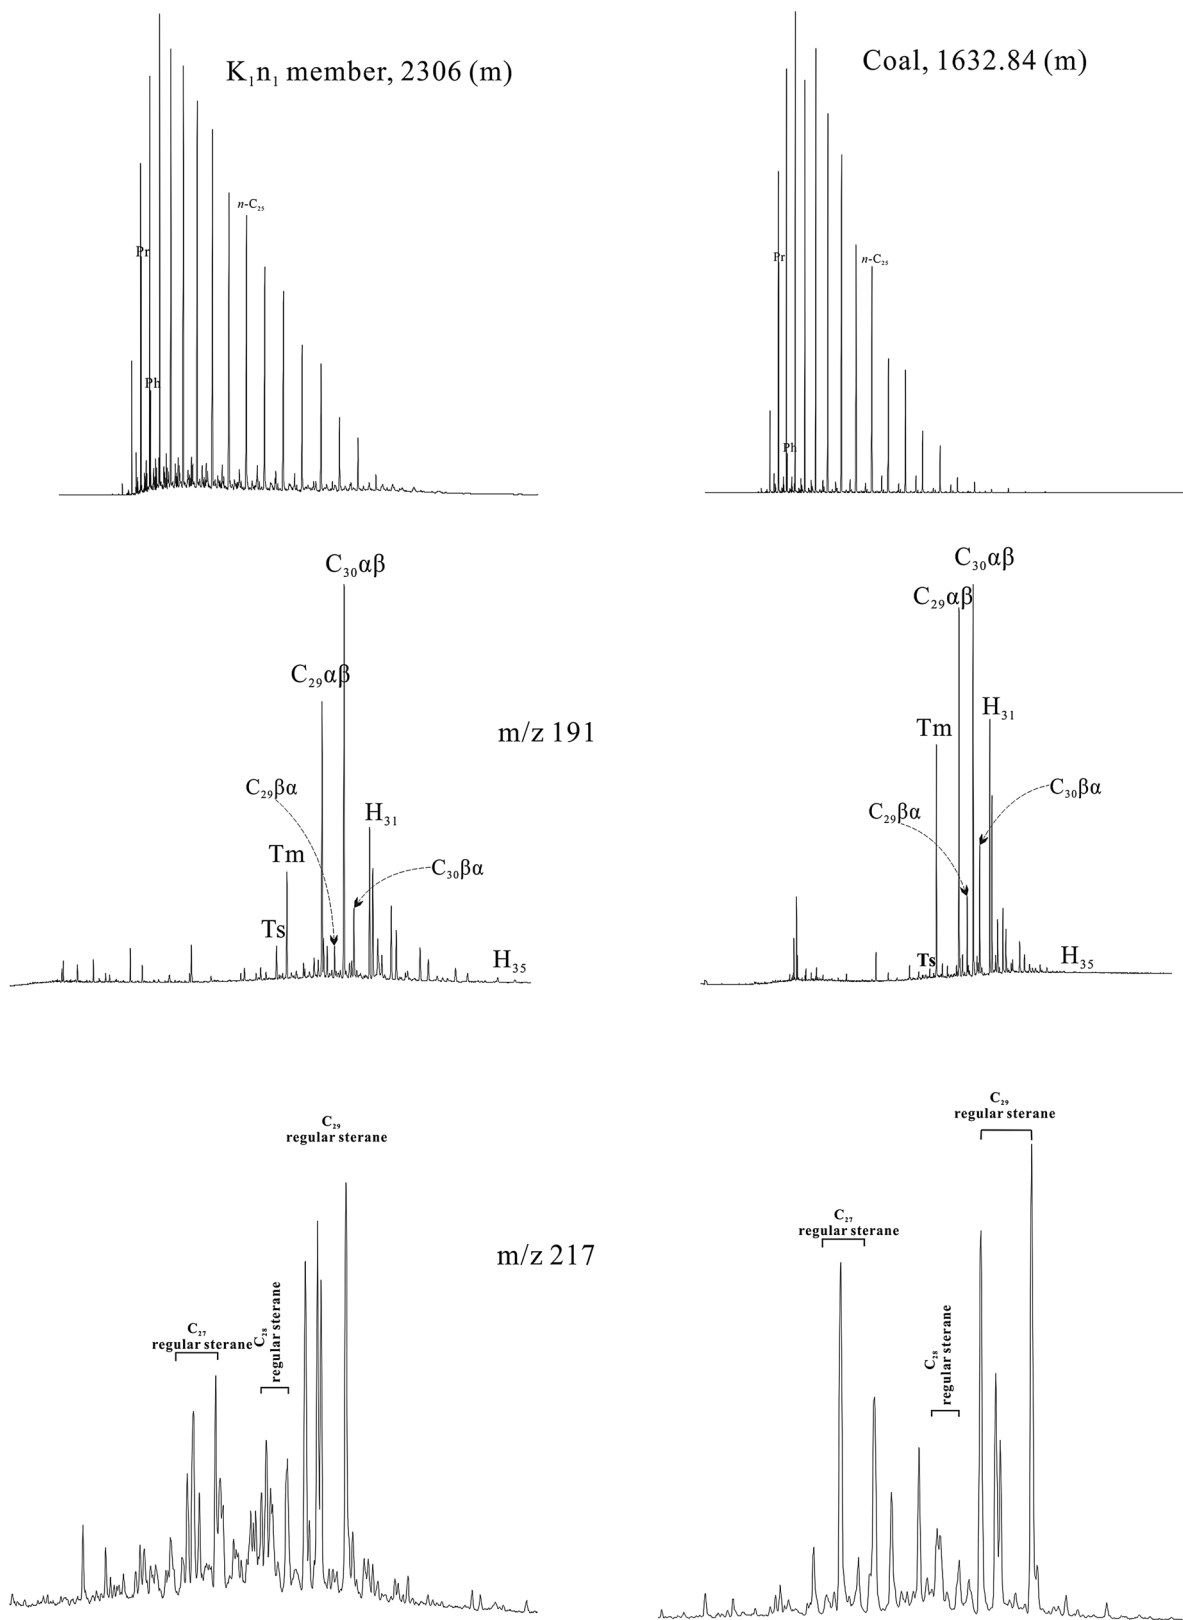 K₁n₁ member, 2306 (m)
Coal, 1632.84 (m)
n-C₂₅
Pr
Ph
n-C₂₅
Pr
Ph
C₃₀αβ
C₂₉αβ
m/z 191
C₂₉βα
H₃₁
Tm
C₃₀βα
Ts
H₃₅
C₃₀αβ
C₂₉αβ
H₃₁
Tm
C₃₀βα
C₂₉βα
Ts
H₃₅
C₂₉
regular sterane
C₂₇
regular sterane
C₂₈
regular sterane
m/z 217
C₂₉
regular sterane
C₂₇
regular sterane
C₂₈
regular sterane